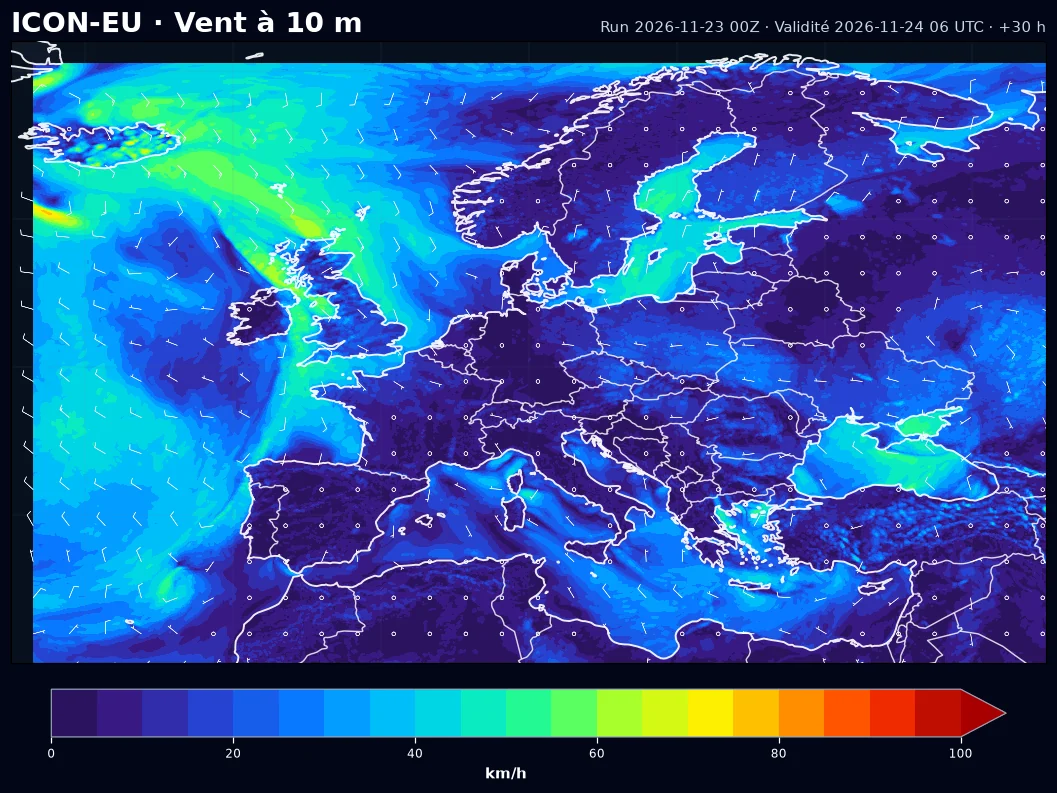 ICON-EU · Vent à 10 m
Run 2026-11-23 00Z · Validité 2026-11-24 06 UTC · +30 h
0 20 40 60 80 100
km/h